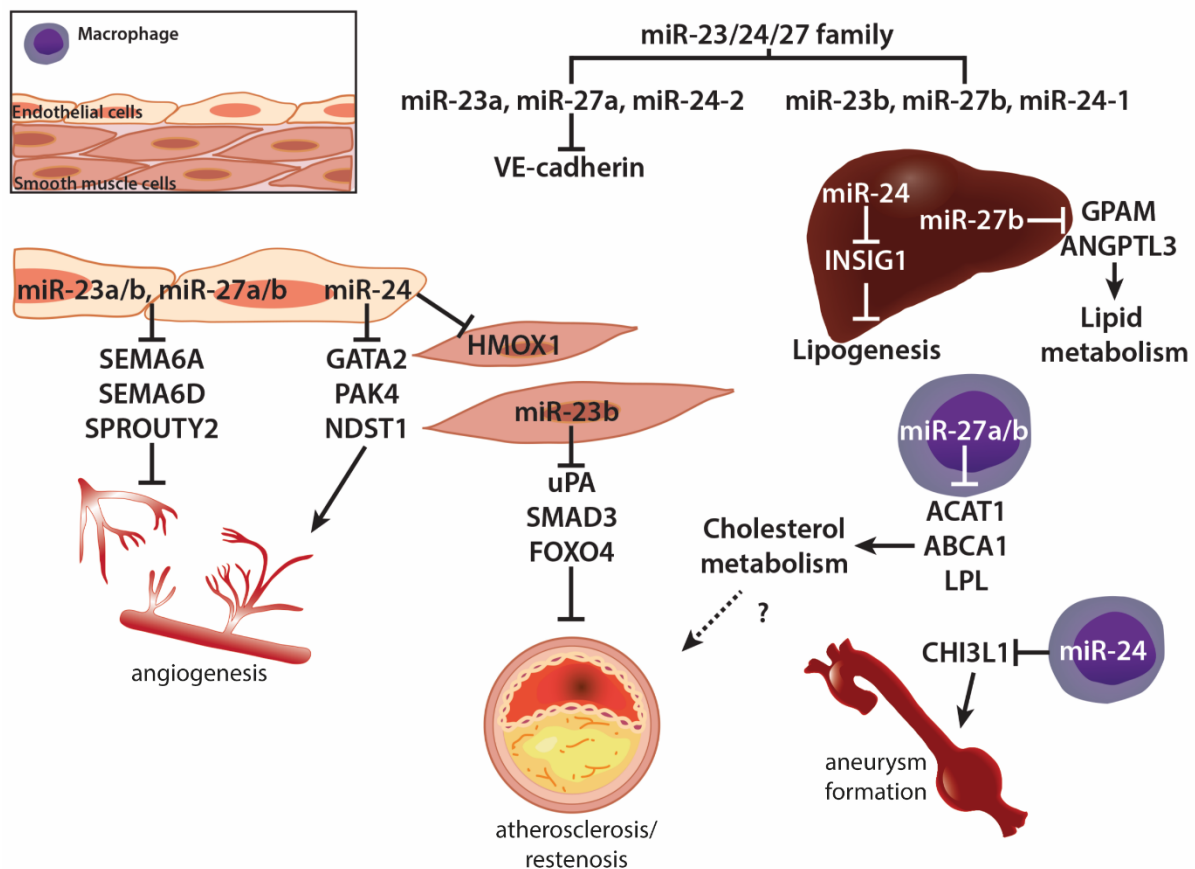 Macrophage
Endothelial cells
Smooth muscle cells
miR-23/24/27 family
miR-23a, miR-27a, miR-24-2
miR-23b, miR-27b, miR-24-1
VE-cadherin
miR-24
miR-27b
INSIG1
Lipogenesis
GPAM
ANGPTL3
Lipid
metabolism
miR-23a/b, miR-27a/b
miR-24
SEMA6A
SEMA6D
SPROUTY2
GATA2
PAK4
NDST1
HMOX1
angiogenesis
miR-23b
uPA
SMAD3
FOXO4
atherosclerosis/
restenosis
miR-27a/b
ACAT1
ABCA1
LPL
Cholesterol
metabolism
?
miR-24
CHI3L1
aneurysm
formation